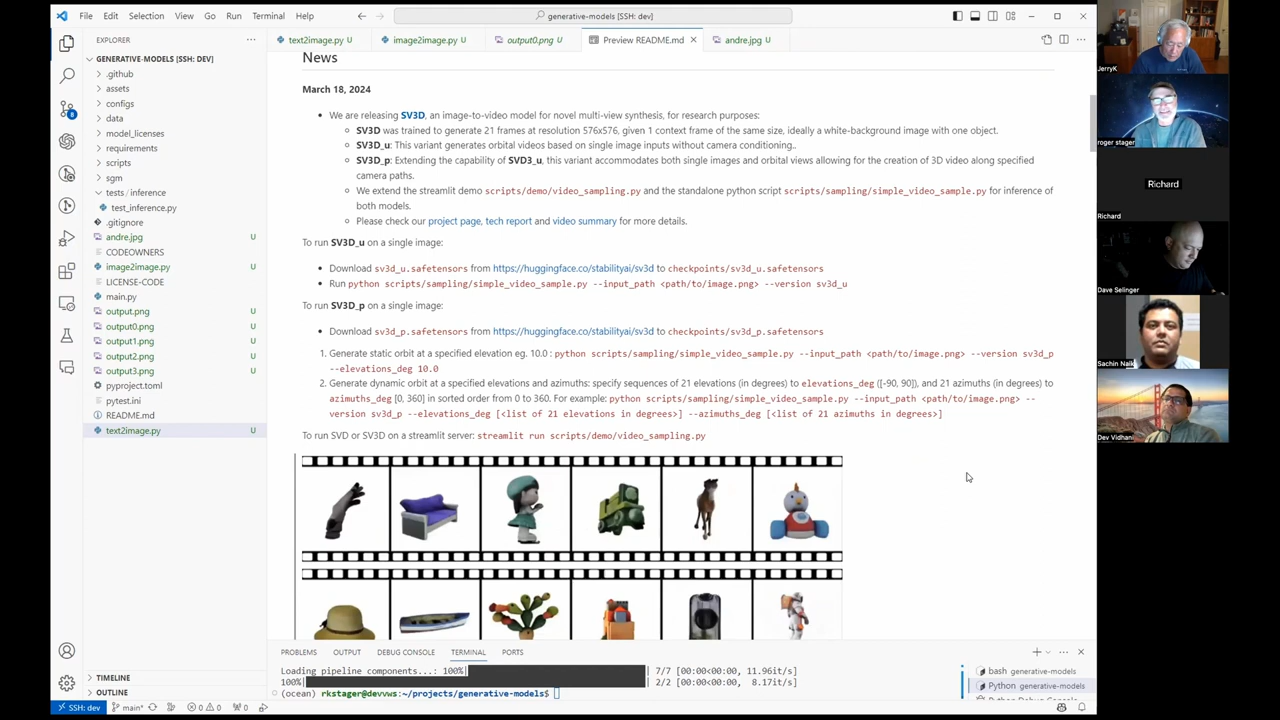 File Edit Selection View Go Run Terminal Help
generative-models [SSH: dev]
EXPLORER
text2image.py U
image2image.py U
output0.png U
Preview README.md
andre.jpg U
GENERATIVE-MODELS [SSH: DEV]
.github
assets
configs
data
model_licenses
requirements
scripts
sgm
tests / inference
test_inference.py
.gitignore
andre.jpg U
CODEOWNERS
image2image.py U
LICENSE-CODE
main.py
output.png U
output0.png U
output1.png U
output2.png U
output3.png U
pyproject.toml
pytest.ini
README.md
text2image.py U
TIMELINE
OUTLINE
News
March 18, 2024
We are releasing SV3D, an image-to-video model for novel multi-view synthesis, for research purposes:
SV3D was trained to generate 21 frames at resolution 576x576, given 1 context frame of the same size, ideally a white-background image with one object.
SV3D_u: This variant generates orbital videos based on single image inputs without camera conditioning..
SV3D_p: Extending the capability of SVD3_u, this variant accommodates both single images and orbital views allowing for the creation of 3D video along specified
camera paths.
We extend the streamlit demo scripts/demo/video_sampling.py and the standalone python script scripts/sampling/simple_video_sample.py for inference of
both models.
Please check our project page, tech report and video summary for more details.
To run SV3D_u on a single image:
Download sv3d_u.safetensors from https://huggingface.co/stabilityai/sv3d to checkpoints/sv3d_u.safetensors
Run python scripts/sampling/simple_video_sample.py --input_path <path/to/image.png> --version sv3d_u
To run SV3D_p on a single image:
Download sv3d_p.safetensors from https://huggingface.co/stabilityai/sv3d to checkpoints/sv3d_p.safetensors
1. Generate static orbit at a specified elevation eg. 10.0 : python scripts/sampling/simple_video_sample.py --input_path <path/to/image.png> --version sv3d_p
--elevations_deg 10.0
2. Generate dynamic orbit at a specified elevations and azimuths: specify sequences of 21 elevations (in degrees) to elevations_deg ([-90, 90]), and 21 azimuths (in degrees) to
azimuths_deg [0, 360] in sorted order from 0 to 360. For example: python scripts/sampling/simple_video_sample.py --input_path <path/to/image.png> --
version sv3d_p --elevations_deg [<list of 21 elevations in degrees>] --azimuths_deg [<list of 21 azimuths in degrees>]
To run SVD or SV3D on a streamlit server: streamlit run scripts/demo/video_sampling.py
PROBLEMS OUTPUT DEBUG CONSOLE TERMINAL PORTS
Loading pipeline components...: 100%| | 7/7 [00:00<00:00, 11.96it/s]
100%| | 2/2 [00:00<00:00, 8.17it/s]
(ocean) rkstager@devvws:~/projects/generative-models$
bash generative-models
Python generative-models
Python Debug Console
SSH: dev main* 0 0 0
JerryK
roger stager
Richard
Richard
Dave Selinger
Sachin Naik
Dev Vidhani